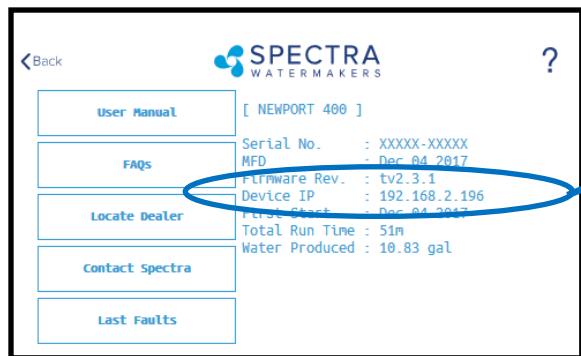 Back
SPECTRA
WATERMAKERS
?
User Manual
FAQs
Locate Dealer
Contact Spectra
Last Faults
[ NEWPORT 400 ]
Serial No. : XXXXX-XXXXX
MFD : Dec 04 2017
Firmware Rev. : tv2.3.1
Device IP : 192.168.2.196
First Start : Dec 04 2017
Total Run Time : 51m
Water Produced : 10.83 gal